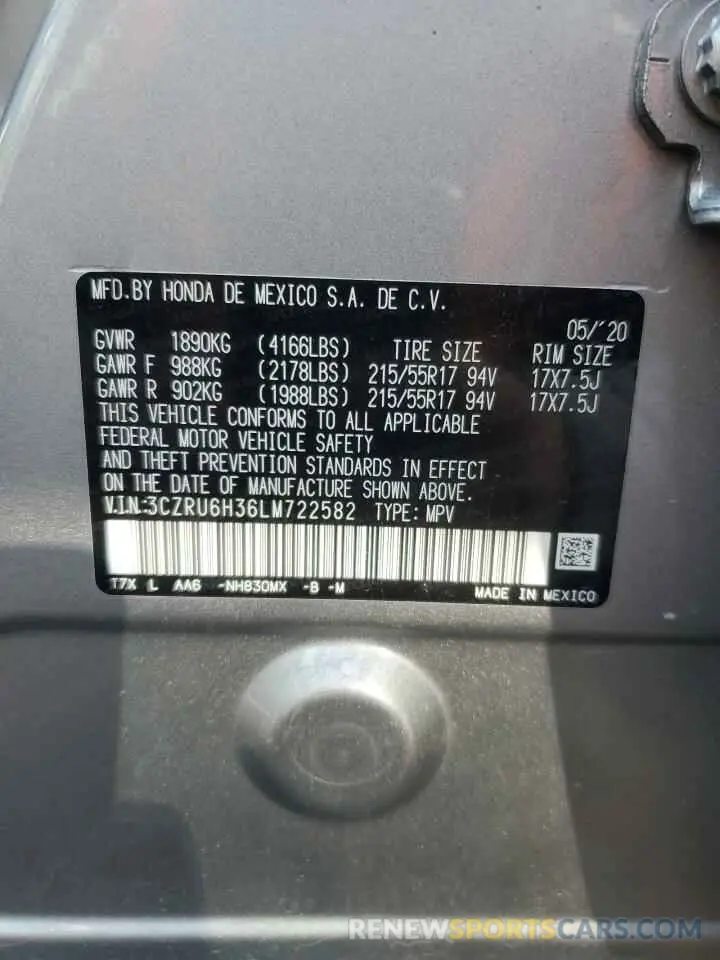 MFD.BY HONDA DE MEXICO S.A. DE C.V.
05/´20
GVWR 1890KG (4166LBS) TIRE SIZE RIM SIZE
GAWR F 988KG (2178LBS) 215/55R17 94V 17X7.5J
GAWR R 902KG (1988LBS) 215/55R17 94V 17X7.5J
THIS VEHICLE CONFORMS TO ALL APPLICABLE
FEDERAL MOTOR VEHICLE SAFETY
AND THEFT PREVENTION STANDARDS IN EFFECT
ON THE DATE OF MANUFACTURE SHOWN ABOVE.
V.I.N:3CZRU6H36LM722582 TYPE: MPV
T7X L AA6 -NH830MX -B -M MADE IN MEXICO
RENEWSPORTSCARS.COM